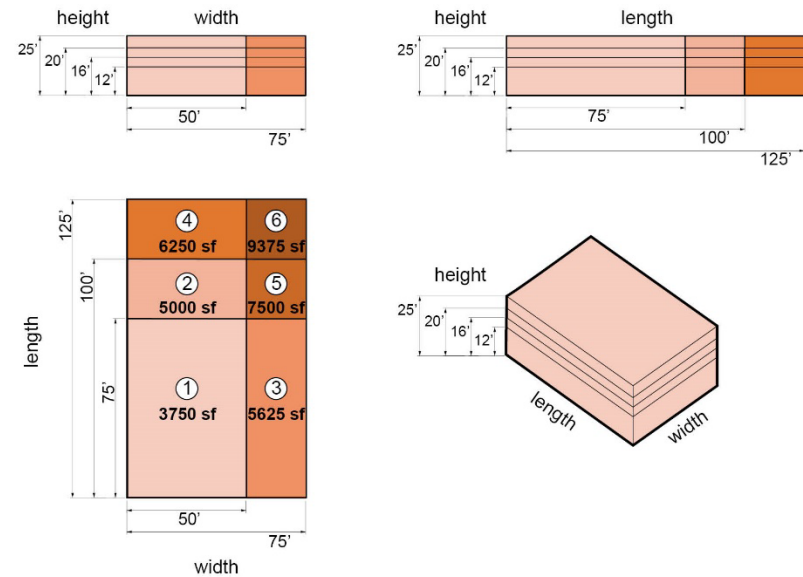 height
width
25'
20'
16'
12'
50'
75'
height
length
25'
20'
16'
12'
75'
100'
125'
length
125'
100'
75'
4
6250 sf
6
9375 sf
2
5000 sf
5
7500 sf
1
3750 sf
3
5625 sf
50'
75'
width
height
25'
20'
16'
12'
length
width